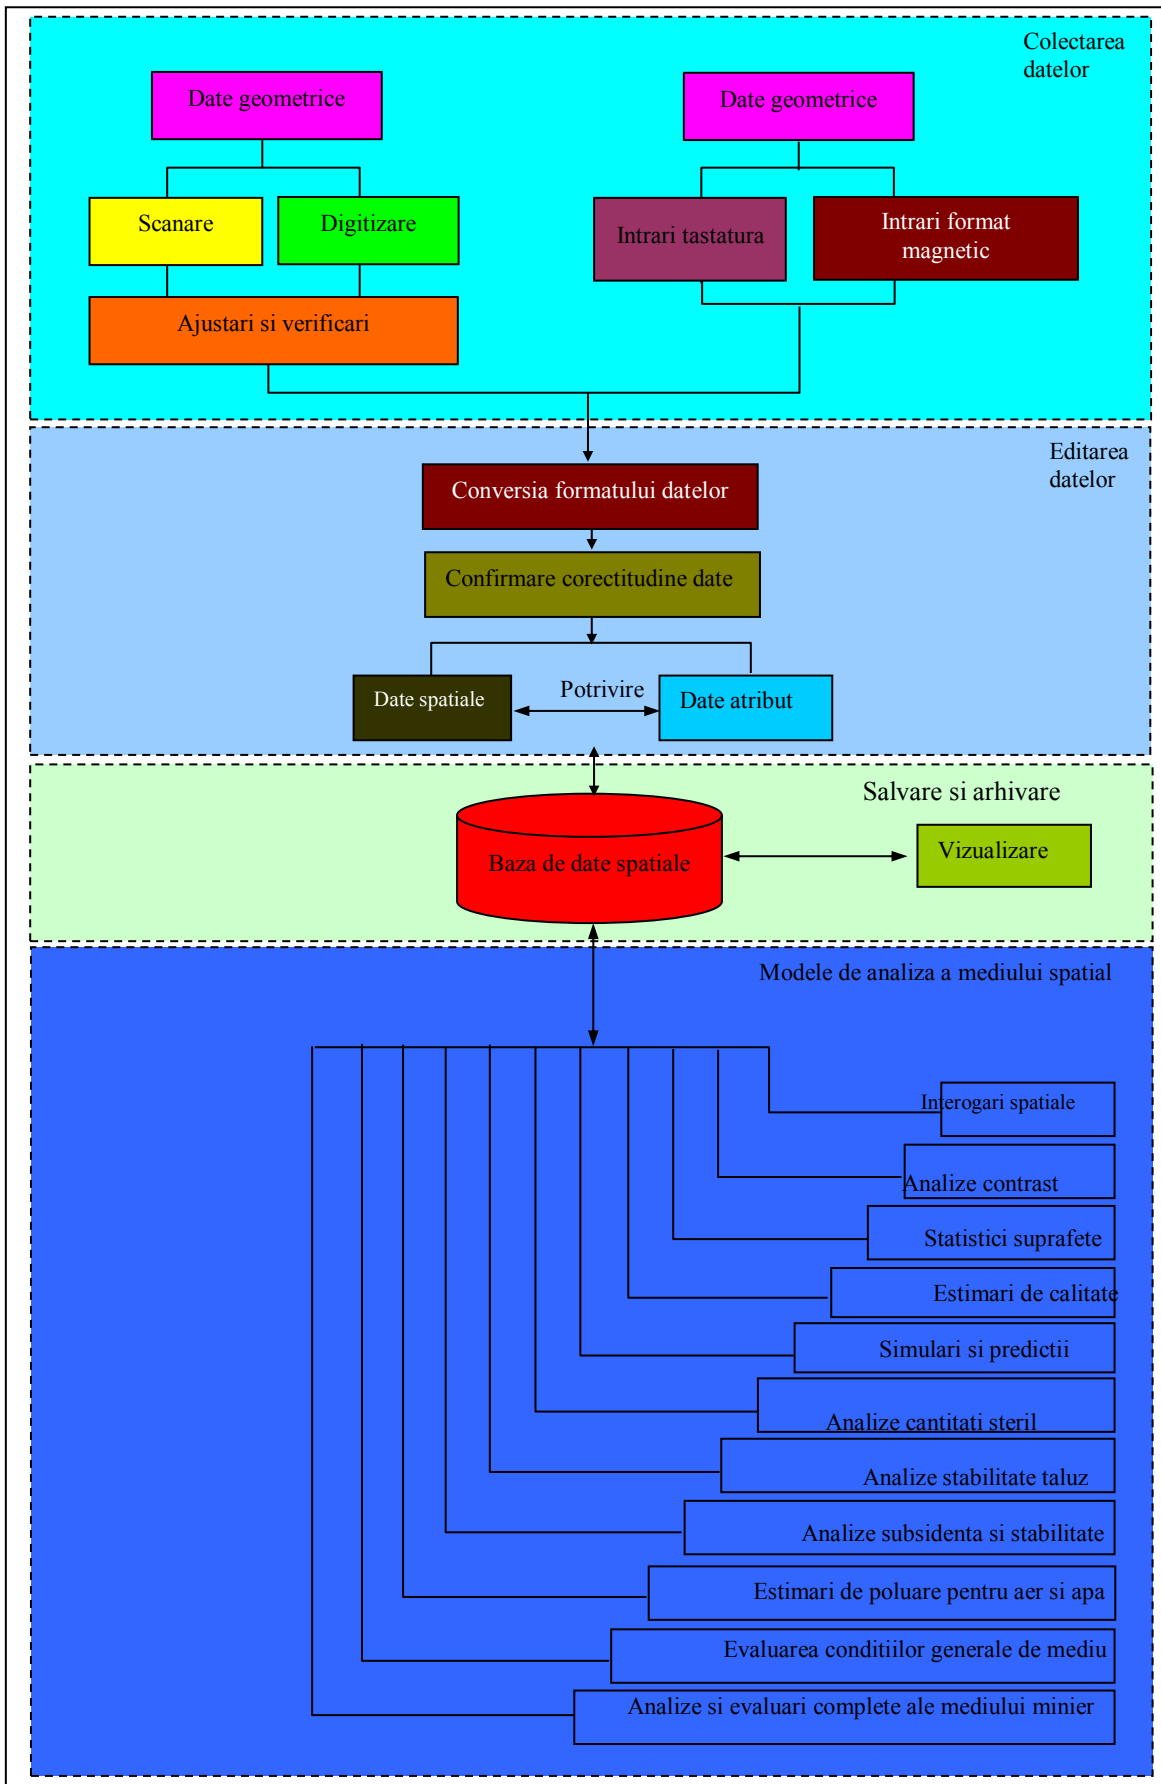 Colectarea
datelor
Date geometrice
Date geometrice
Scanare
Digitizare
Intrari tastatura
Intrari format
magnetic
Ajustari si verificari
Editarea
datelor
Conversia formatului datelor
Confirmare corectitudine date
Date spatiale
Potrivire
Date atribut
Salvare si arhivare
Baza de date spatiale
Vizualizare
Modele de analiza a mediului spatial
Interogari spatiale
Analize contrast
Statistici suprafete
Estimari de calitate
Simulari si predictii
Analize cantitati steril
Analize stabilitate taluz
Analize subsidenta si stabilitate
Estimari de poluare pentru aer si apa
Evaluarea conditiilor generale de mediu
Analize si evaluari complete ale mediului minier